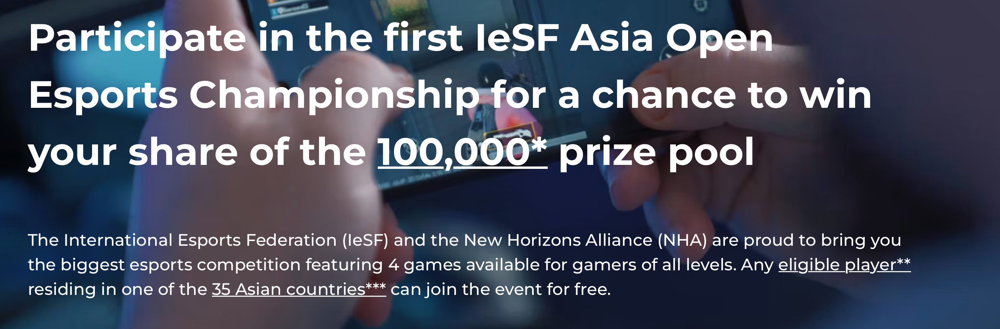 Participate in the first IeSF Asia Open
Esports Championship for a chance to win
your share of the 100,000* prize pool
The International Esports Federation (IeSF) and the New Horizons Alliance (NHA) are proud to bring you
the biggest esports competition featuring 4 games available for gamers of all levels. Any eligible player**
residing in one of the 35 Asian countries*** can join the event for free.